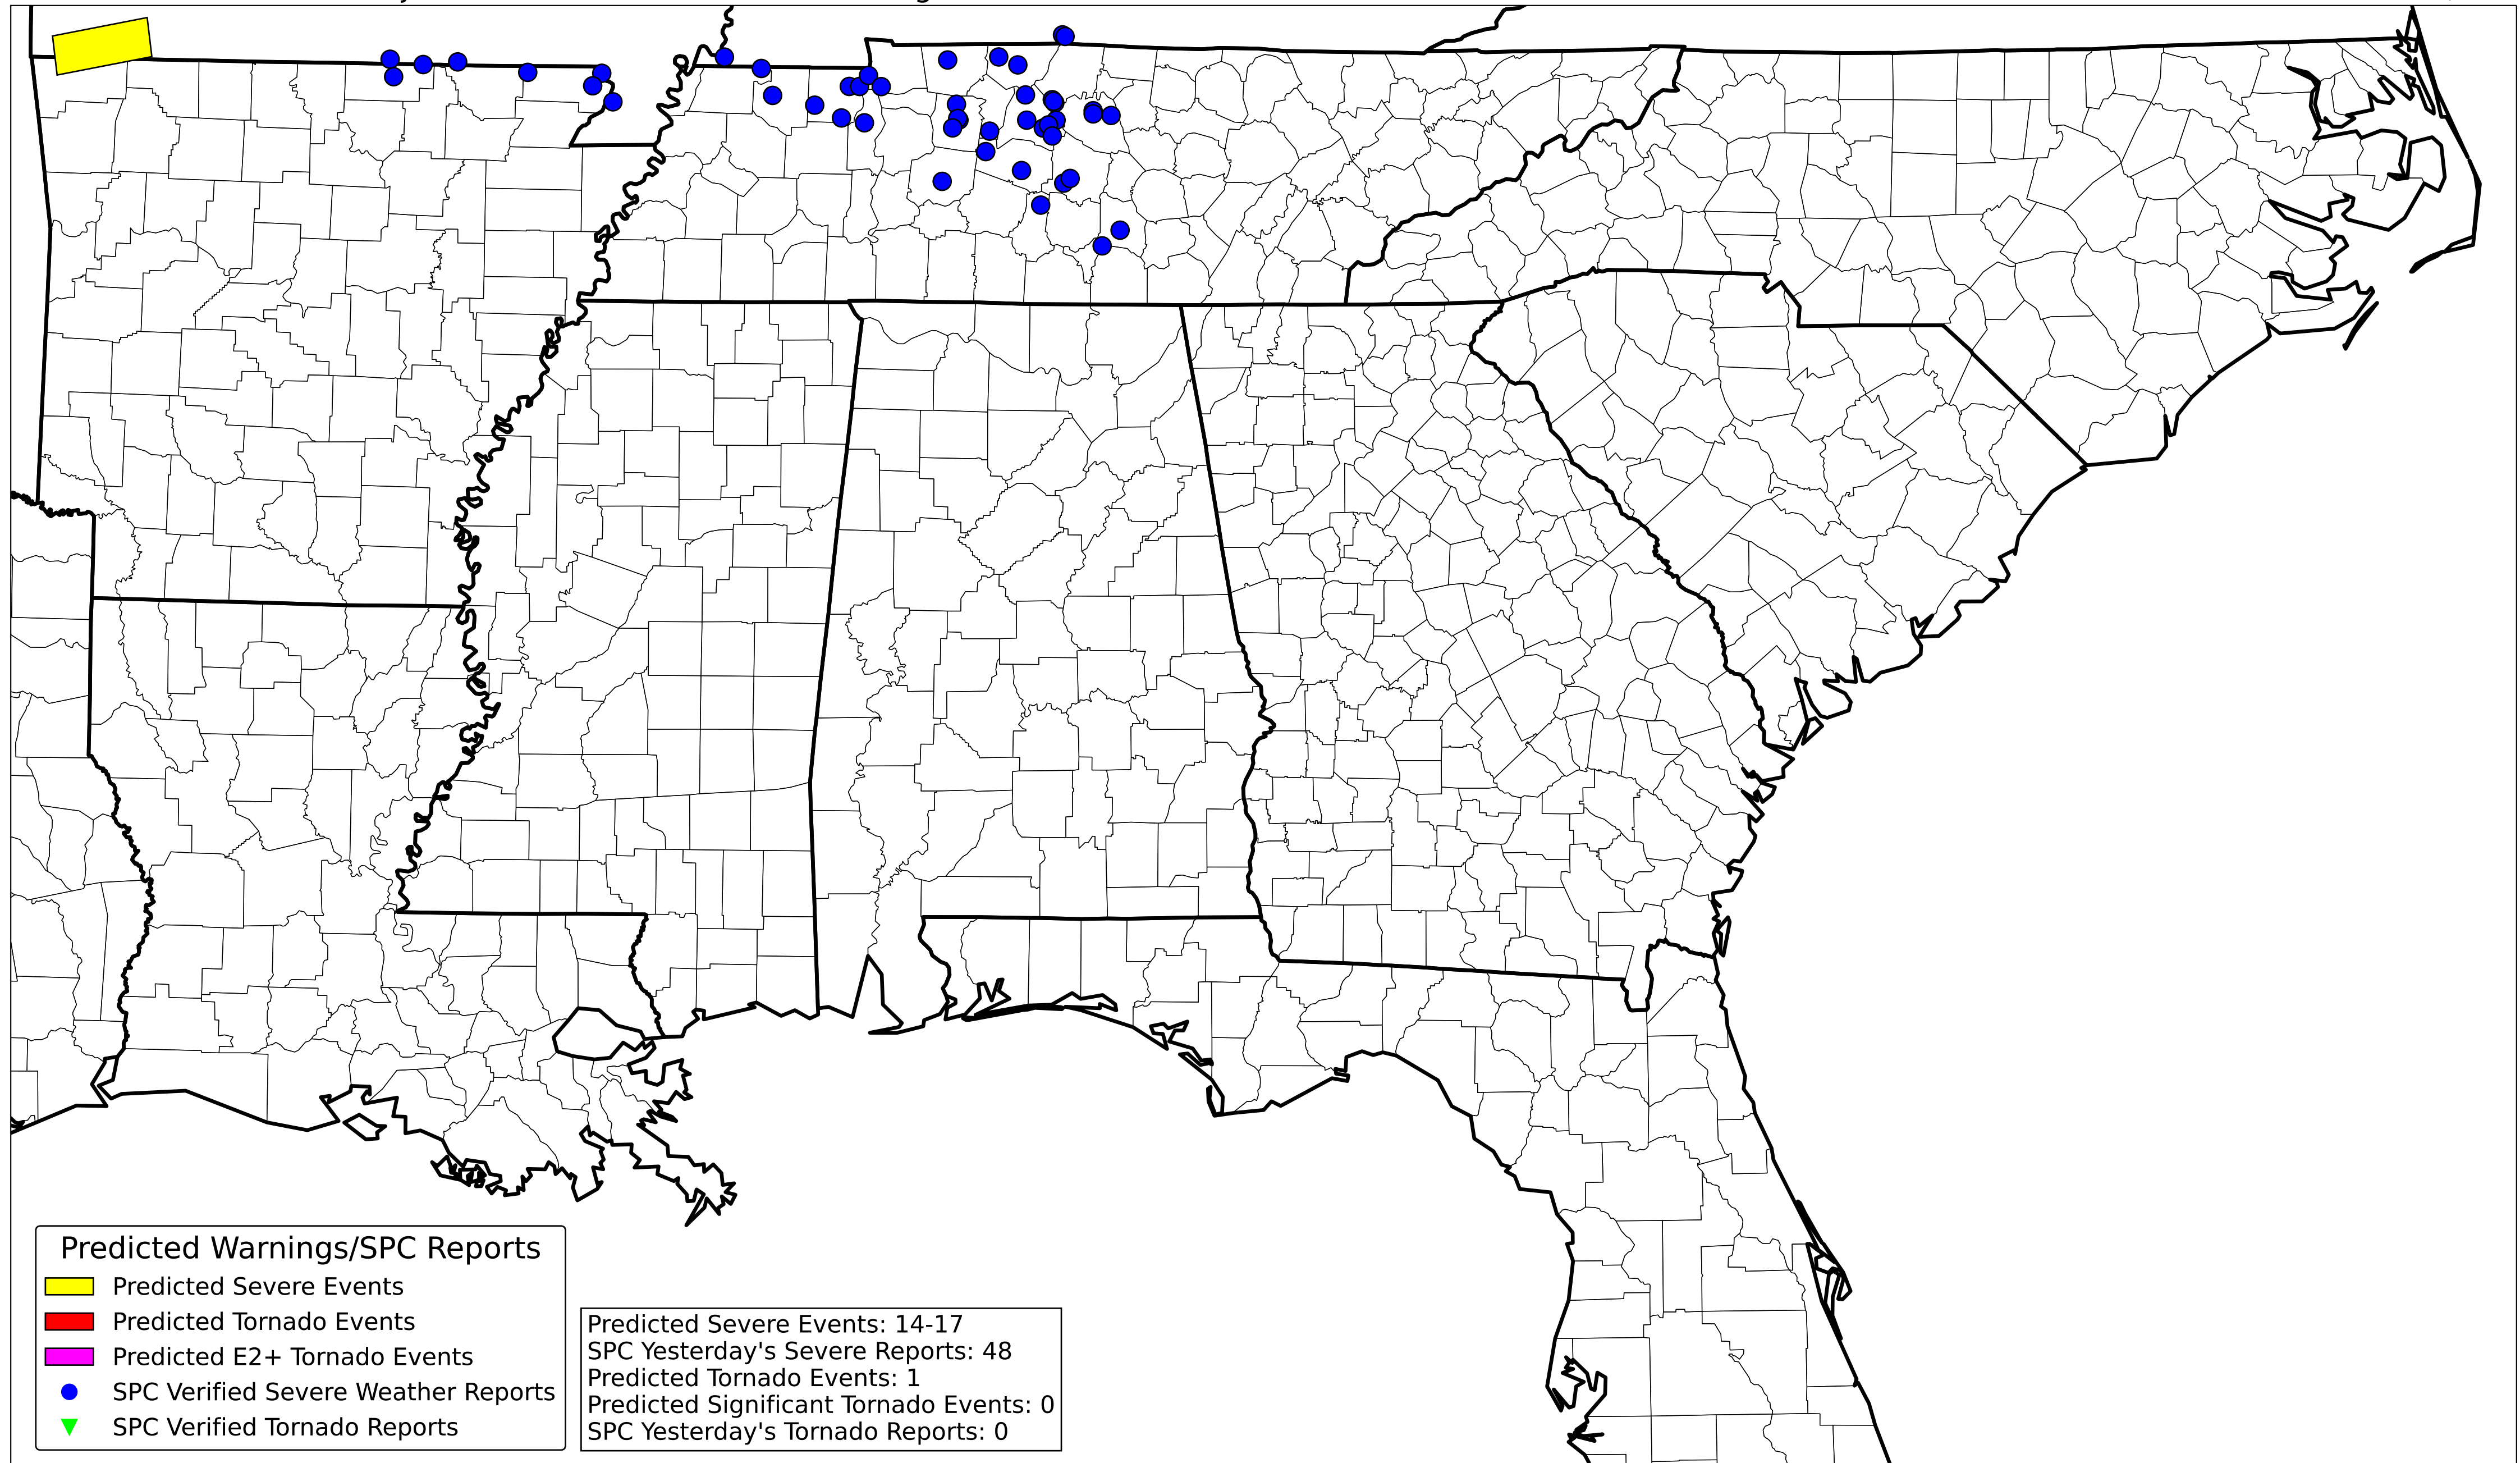 Predicted Warnings/SPC Reports
Predicted Severe Events
Predicted Tornado Events
Predicted E2+ Tornado Events
SPC Verified Severe Weather Reports
SPC Verified Tornado Reports
Predicted Severe Events: 14-17
SPC Yesterday's Severe Reports: 48
Predicted Tornado Events: 1
Predicted Significant Tornado Events: 0
SPC Yesterday's Tornado Reports: 0